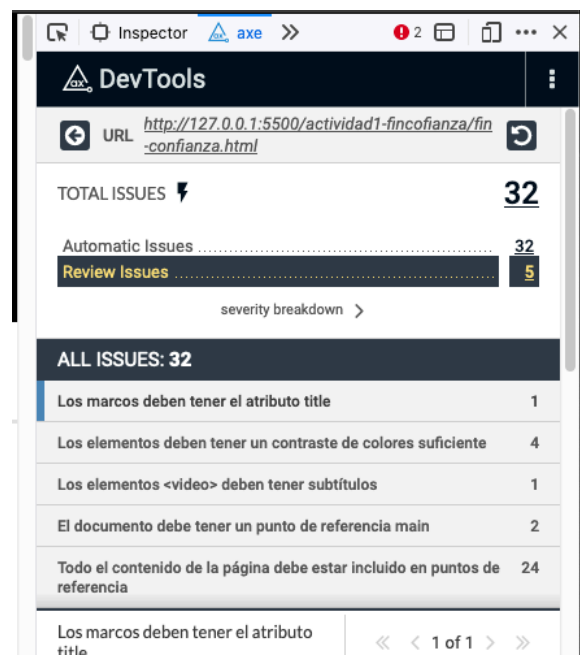 Inspector axe 2
ax DevTools
URL http://127.0.0.1:5500/actividad1-fincofianza/fin
-confianza.html
TOTAL ISSUES 32
Automatic Issues 32
Review Issues 5
severity breakdown
ALL ISSUES: 32
Los marcos deben tener el atributo title 1
Los elementos deben tener un contraste de colores suficiente 4
Los elementos <video> deben tener subtítulos 1
El documento debe tener un punto de referencia main 2
Todo el contenido de la página debe estar incluido en puntos de 24
referencia
Los marcos deben tener el atributo
title
1 of 1